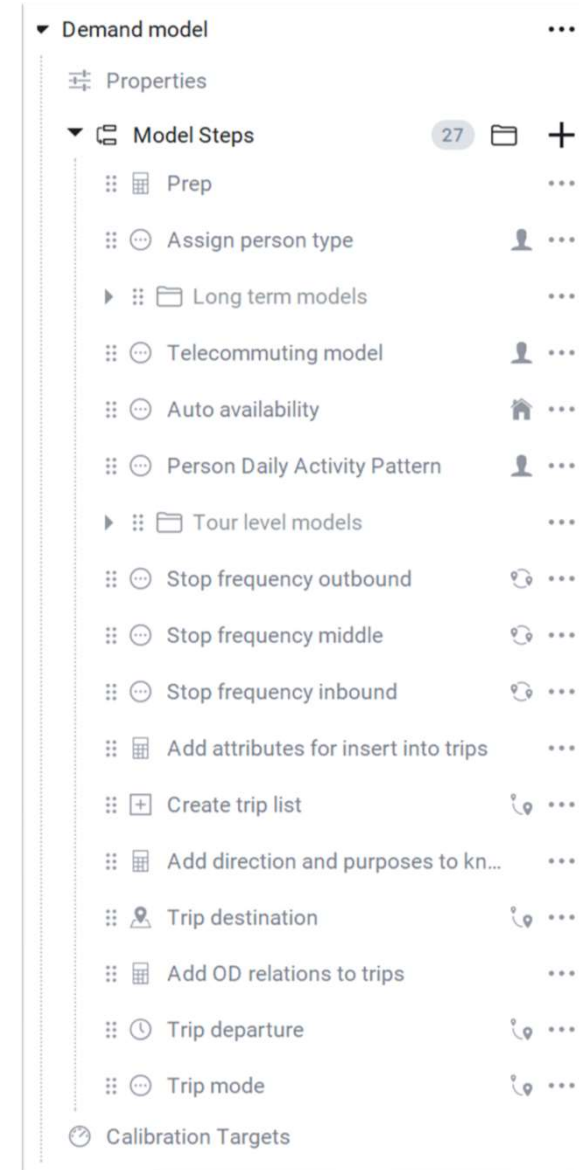 Demand model
Properties
Model Steps 27
Prep
Assign person type
Long term models
Telecommuting model
Auto availability
Person Daily Activity Pattern
Tour level models
Stop frequency outbound
Stop frequency middle
Stop frequency inbound
Add attributes for insert into trips
Create trip list
Add direction and purposes to kn...
Trip destination
Add OD relations to trips
Trip departure
Trip mode
Calibration Targets